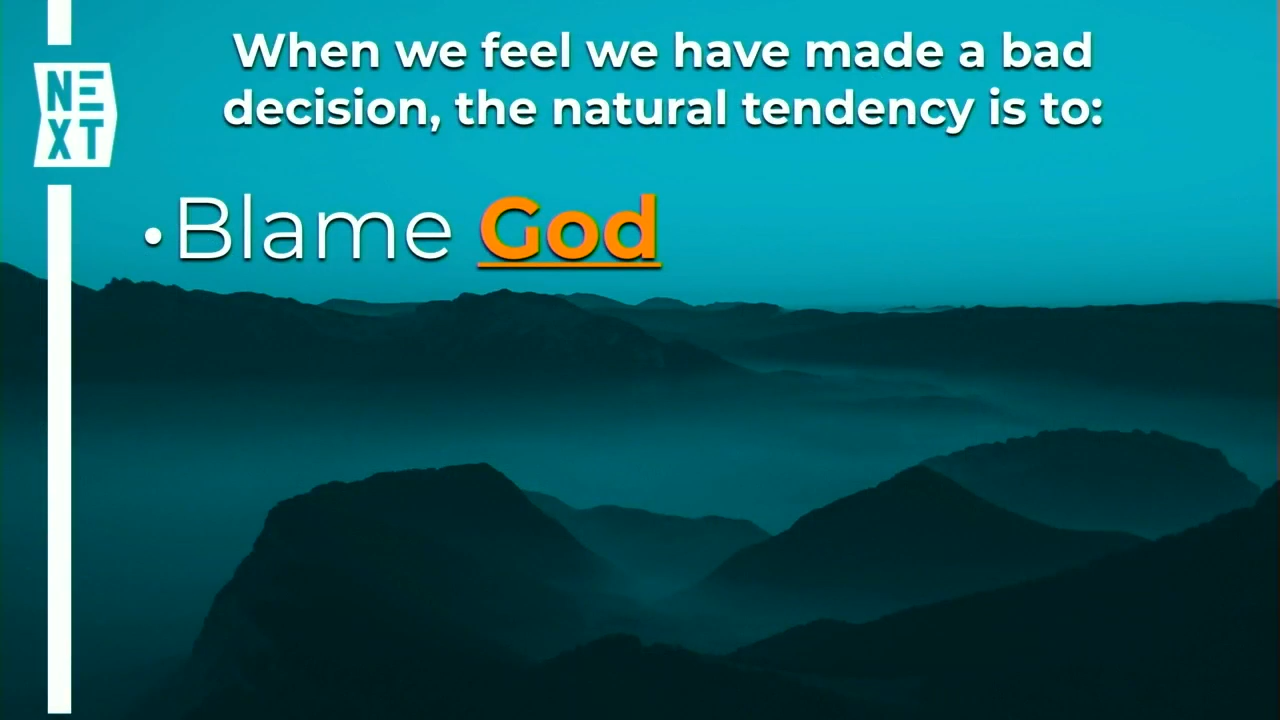 When we feel we have made a bad
decision, the natural tendency is to:
NE
XT
•Blame God